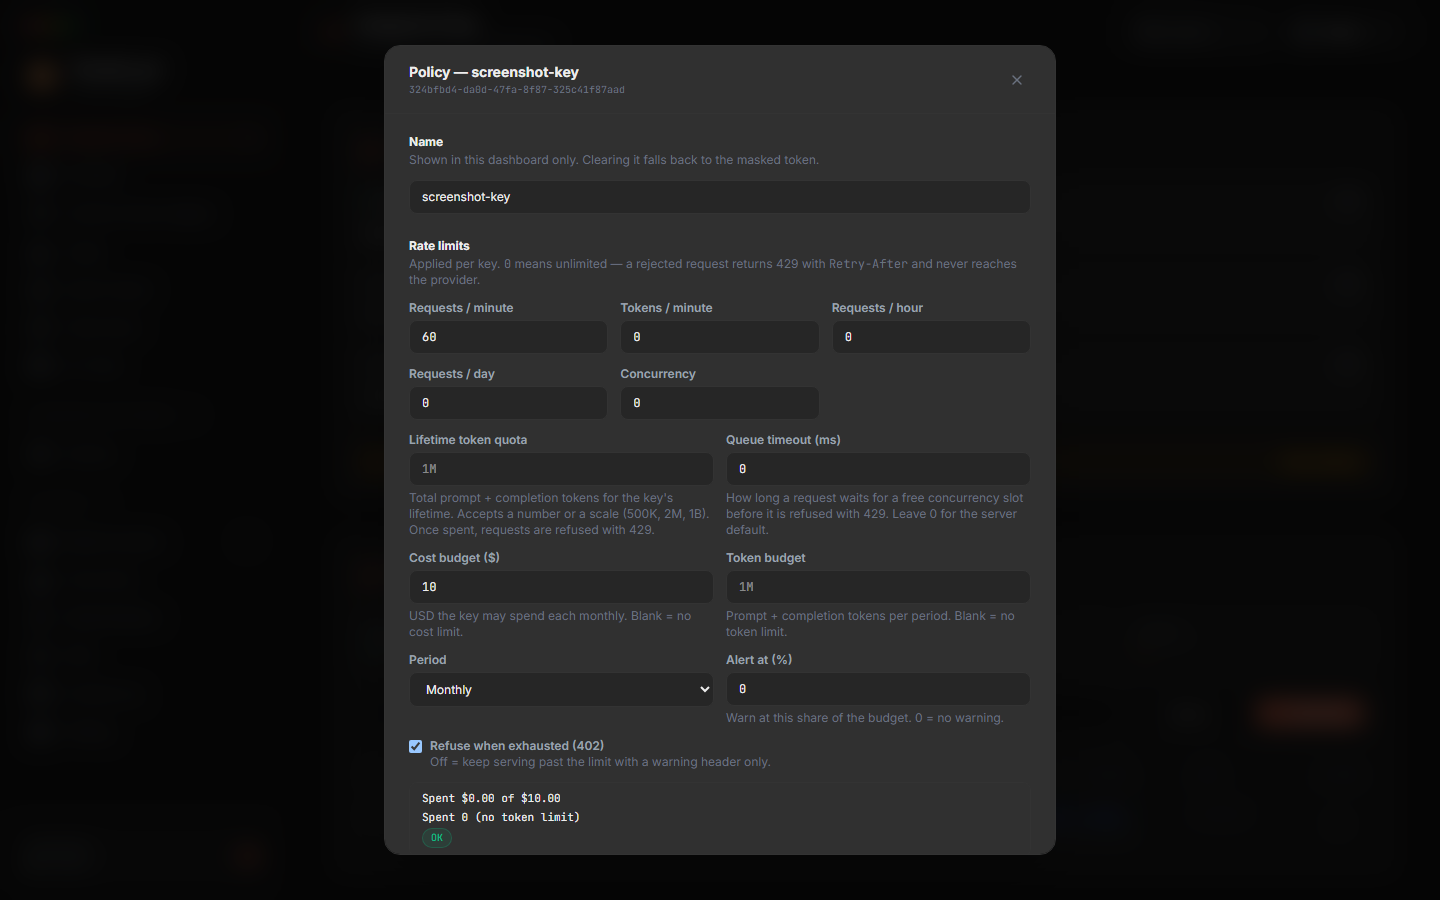 Policy — screenshot-key
324bfbd4-da0d-47fa-8f87-325c41f87aad
Name
Shown in this dashboard only. Clearing it falls back to the masked token.
screenshot-key
Rate limits
Applied per key. 0 means unlimited — a rejected request returns 429 with Retry-After and never reaches
the provider.
Requests / minute
Tokens / minute
Requests / hour
60
0
0
Requests / day
Concurrency
0
0
Lifetime token quota
Queue timeout (ms)
1M
0
Total prompt + completion tokens for the key's
lifetime. Accepts a number or a scale (500K, 2M, 1B).
Once spent, requests are refused with 429.
How long a request waits for a free concurrency slot
before it is refused with 429. Leave 0 for the server
default.
Cost budget ($)
Token budget
10
1M
USD the key may spend each monthly. Blank = no
cost limit.
Prompt + completion tokens per period. Blank = no
token limit.
Period
Alert at (%)
Monthly
0
Warn at this share of the budget. 0 = no warning.
Refuse when exhausted (402)
Off = keep serving past the limit with a warning header only.
Spent $0.00 of $10.00
Spent 0 (no token limit)
OK